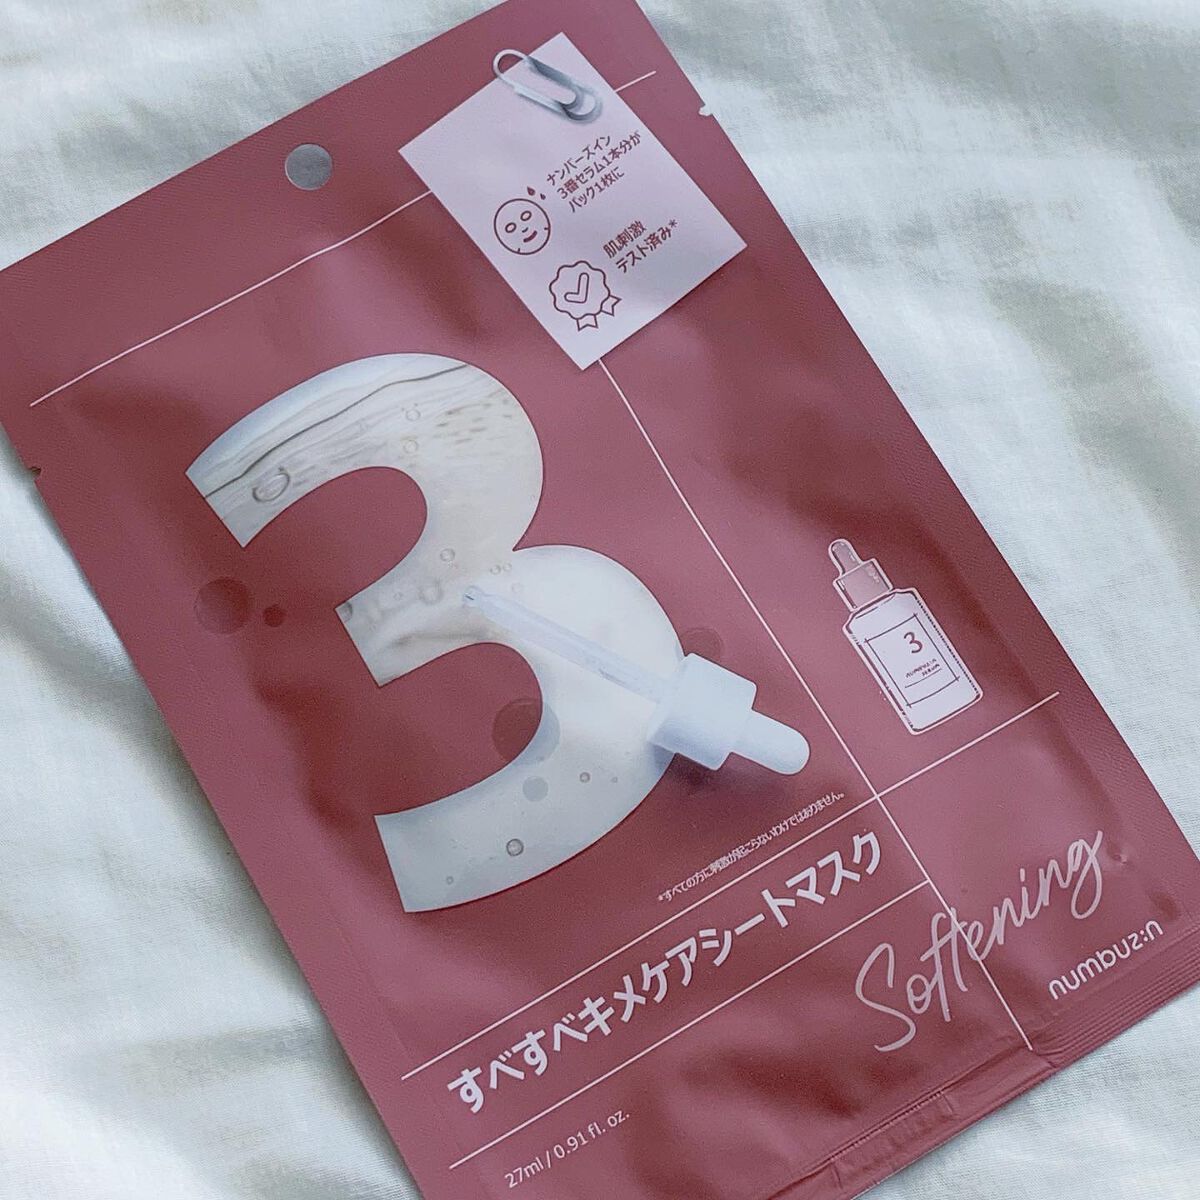 ナンバーズイン
3番セラム1本分が
パック1枚に
肌刺激
テスト済み*
3
3
numbuz:n
SERUM
*すべての方に刺激が起こらないわけではありません。
すべすべキメケアシートマスク
Softening
numbuz:n
27ml / 0.91 fl. oz.